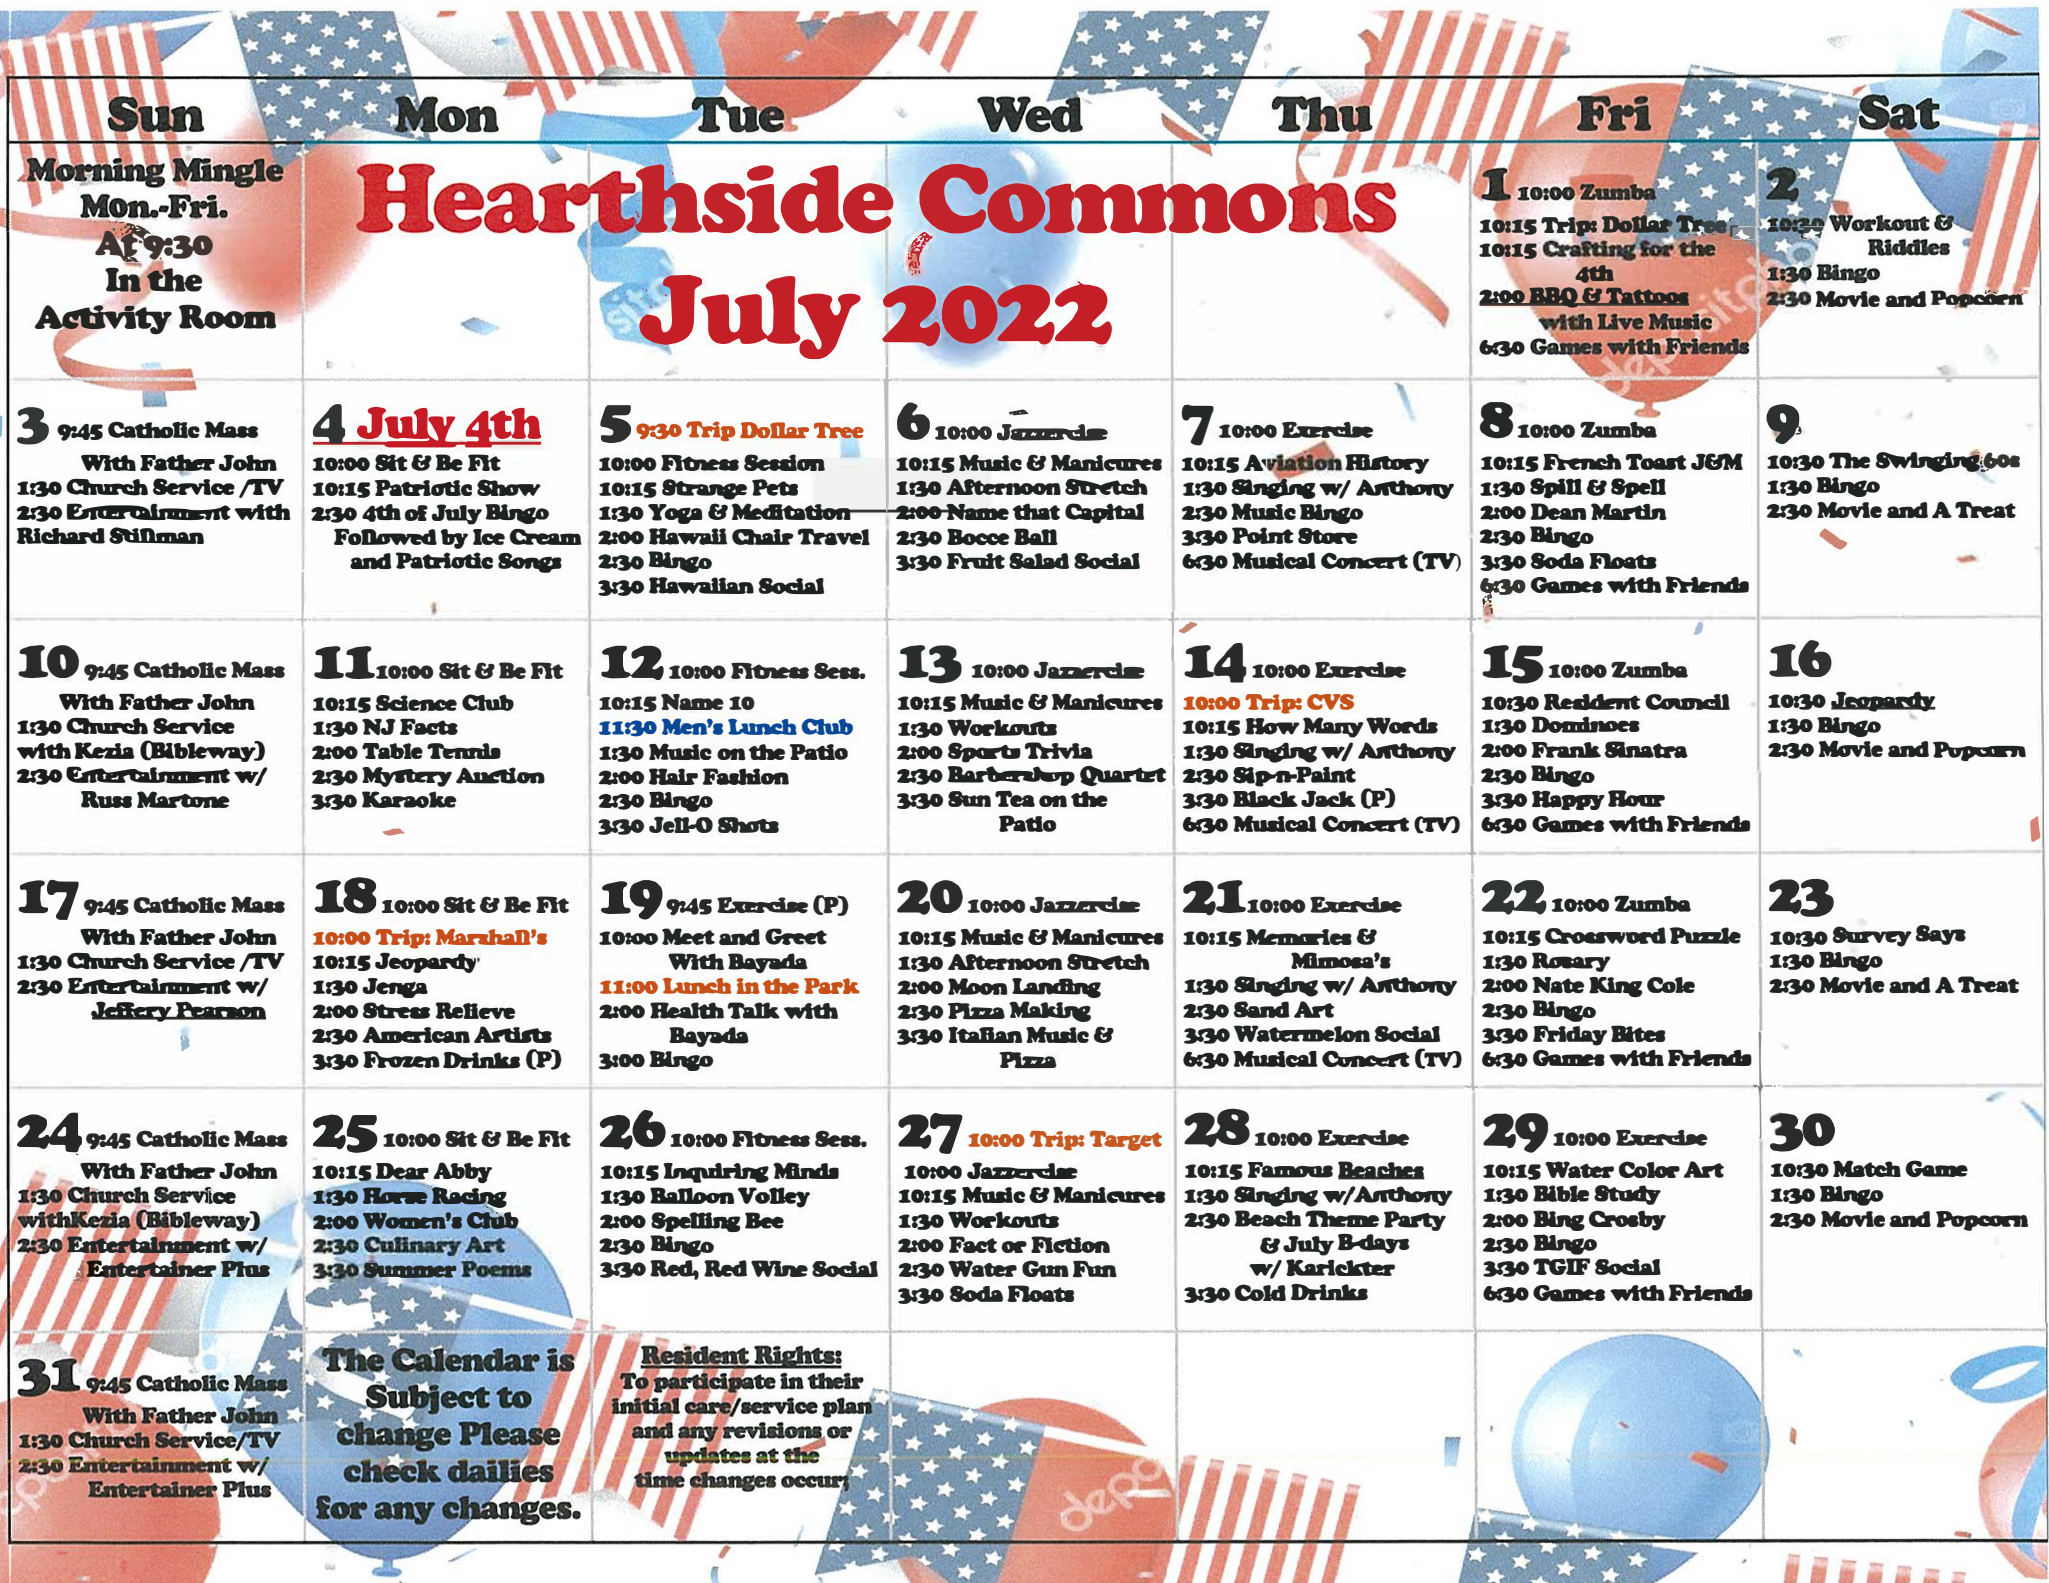 Sun Mon Tue Wed Thu Fri Sat
Morning Mingle
Mon.-Fri.
At 9:30
In the
Activity Room
Hearthside Commons
July 2022
1 10:00 Zumba
10:15 Trip: Dollar Tree
10:15 Crafting for the
4th
2:00 BBQ & Tattoos
with Live Music
6:30 Games with Friends
2
10:30 Workout &
Riddles
1:30 Bingo
2:30 Movie and Popcorn
3 9:45 Catholic Mass
With Father John
1:30 Church Service /TV
2:30 Entertainment with
Richard Stillman
4 July 4th
10:00 Sit & Be Fit
10:15 Patriotic Show
2:30 4th of July Bingo
Followed by Ice Cream
and Patriotic Songs
5 9:30 Trip Dollar Tree
10:00 Fitness Session
10:15 Strange Pets
1:30 Yoga & Meditation
2:00 Hawaii Chair Travel
2:30 Bingo
3:30 Hawaiian Social
6 10:00 Jazzercise
10:15 Music & Manicures
1:30 Afternoon Stretch
2:00 Name that Capital
2:30 Bocce Ball
3:30 Fruit Salad Social
7 10:00 Exercise
10:15 Aviation History
1:30 Singing w/ Anthony
2:30 Music Bingo
3:30 Point Store
6:30 Musical Concert (TV)
8 10:00 Zumba
10:15 French Toast J&M
1:30 Spill & Spell
2:00 Dean Martin
2:30 Bingo
3:30 Soda Floats
6:30 Games with Friends
9
10:30 The Swinging 60s
1:30 Bingo
2:30 Movie and A Treat
10 9:45 Catholic Mass
With Father John
1:30 Church Service
with Kezia (Bibleway)
2:30 Entertainment w/
Russ Martone
11 10:00 Sit & Be Fit
10:15 Science Club
1:30 NJ Facts
2:00 Table Tennis
2:30 Mystery Auction
3:30 Karaoke
12 10:00 Fitness Sess.
10:15 Name 10
11:30 Men's Lunch Club
1:30 Music on the Patio
2:00 Hair Fashion
2:30 Bingo
3:30 Jell-O Shots
13 10:00 Jazzercise
10:15 Music & Manicures
1:30 Workouts
2:00 Sports Trivia
2:30 Barbershop Quartet
3:30 Sun Tea on the
Patio
14 10:00 Exercise
10:00 Trip: CVS
10:15 How Many Words
1:30 Singing w/ Anthony
2:30 Sip-n-Paint
3:30 Black Jack (P)
6:30 Musical Concert (TV)
15 10:00 Zumba
10:30 Resident Council
1:30 Dominoes
2:00 Frank Sinatra
2:30 Bingo
3:30 Happy Hour
6:30 Games with Friends
16
10:30 Jeopardy
1:30 Bingo
2:30 Movie and Popcorn
17 9:45 Catholic Mass
With Father John
1:30 Church Service /TV
2:30 Entertainment w/
Jeffery Pearson
18 10:00 Sit & Be Fit
10:00 Trip: Marshall's
10:15 Jeopardy
1:30 Jenga
2:00 Stress Relieve
2:30 American Artists
3:30 Frozen Drinks (P)
19 9:45 Exercise (P)
10:00 Meet and Greet
With Bayada
11:00 Lunch in the Park
2:00 Health Talk with
Bayada
3:00 Bingo
20 10:00 Jazzercise
10:15 Music & Manicures
1:30 Afternoon Stretch
2:00 Moon Landing
2:30 Pizza Making
3:30 Italian Music &
Pizza
21 10:00 Exercise
10:15 Memories &
Mimosa's
1:30 Singing w/ Anthony
2:30 Sand Art
3:30 Watermelon Social
6:30 Musical Concert (TV)
22 10:00 Zumba
10:15 Crossword Puzzle
1:30 Rosary
2:00 Nate King Cole
2:30 Bingo
3:30 Friday Bites
6:30 Games with Friends
23
10:30 Survey Says
1:30 Bingo
2:30 Movie and A Treat
24 9:45 Catholic Mass
With Father John
1:30 Church Service
withKezia (Bibleway)
2:30 Entertainment w/
Entertainer Plus
25 10:00 Sit & Be Fit
10:15 Dear Abby
1:30 Horse Racing
2:00 Women's Club
2:30 Culinary Art
3:30 Summer Poems
26 10:00 Fitness Sess.
10:15 Inquiring Minds
1:30 Balloon Volley
2:00 Spelling Bee
2:30 Bingo
3:30 Red, Red Wine Social
27 10:00 Trip: Target
10:00 Jazzercise
10:15 Music & Manicures
1:30 Workouts
2:00 Fact or Fiction
2:30 Water Gun Fun
3:30 Soda Floats
28 10:00 Exercise
10:15 Famous Beaches
1:30 Singing w/Anthony
2:30 Beach Theme Party
& July B-days
w/ Karickter
3:30 Cold Drinks
29 10:00 Exercise
10:15 Water Color Art
1:30 Bible Study
2:00 Bing Crosby
2:30 Bingo
3:30 TGIF Social
6:30 Games with Friends
30
10:30 Match Game
1:30 Bingo
2:30 Movie and Popcorn
31 9:45 Catholic Mass
With Father John
1:30 Church Service/TV
2:30 Entertainment w/
Entertainer Plus
The Calendar is
Subject to
change Please
check dailies
for any changes.
Resident Rights:
To participate in their
initial care/service plan
and any revisions or
updates at the
time changes occur;